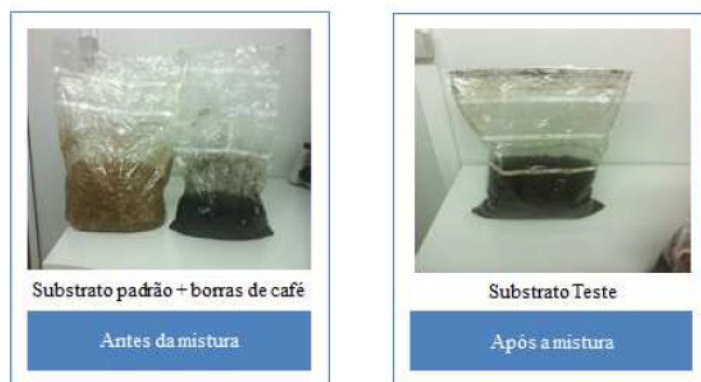 Substrato padrão + borras de café
Antes da mistura
Substrato Teste
Após a mistura